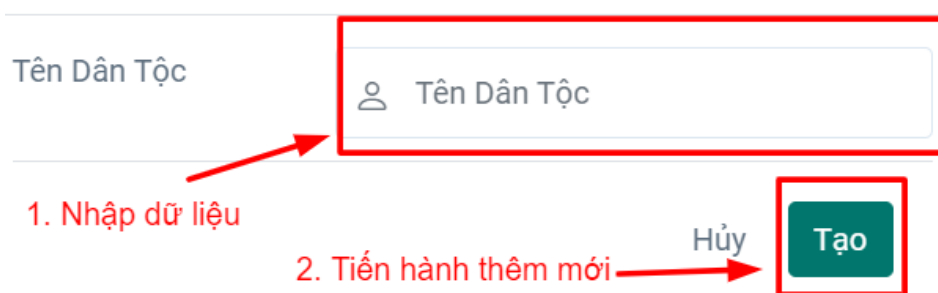 Tên Dân Tộc
Tên Dân Tộc
1. Nhập dữ liệu
Hủy
Tạo
2. Tiến hành thêm mới